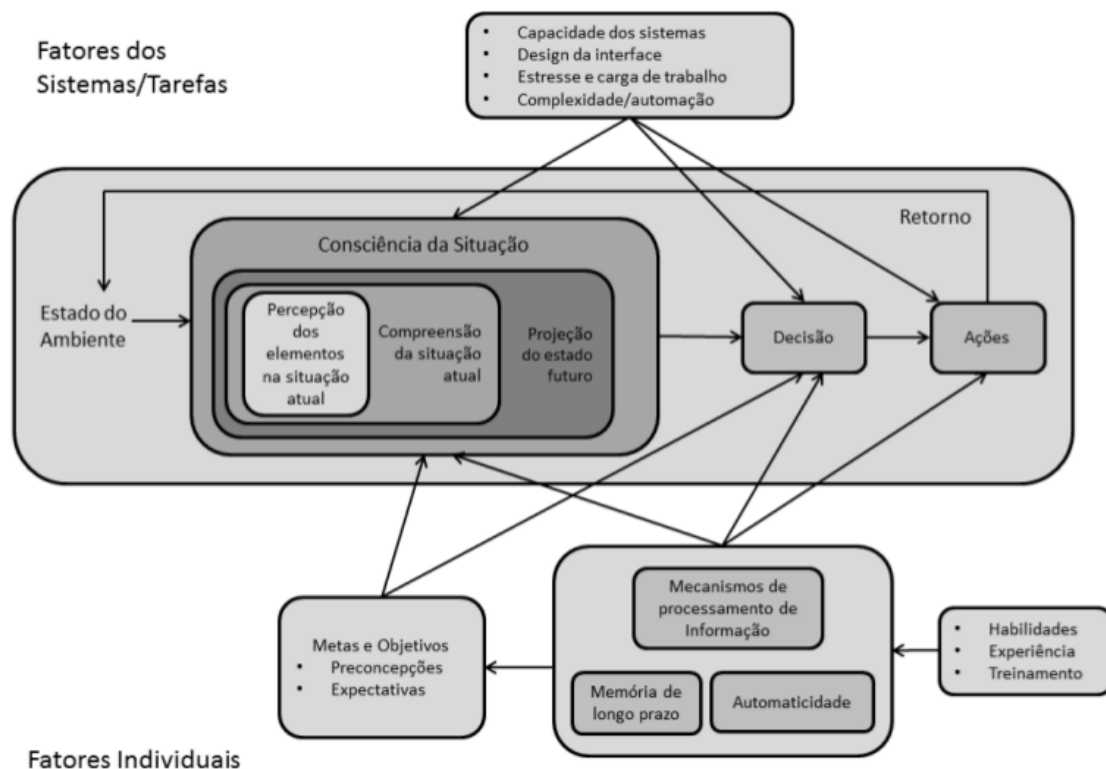 Fatores dos
Sistemas/Tarefas
• Capacidade dos sistemas
• Design da interface
• Estresse e carga de trabalho
• Complexidade/automação
Retorno
Consciência da Situação
Estado do
Ambiente
Percepção
dos
elementos
na situação
atual
Compreensão
da situação
atual
Projeção
do estado
futuro
Decisão
Ações
Mecanismos de
processamento de
Informação
Memória de
longo prazo
Automaticidade
Metas e Objetivos
• Preconcepções
• Expectativas
• Habilidades
• Experiência
• Treinamento
Fatores Individuais